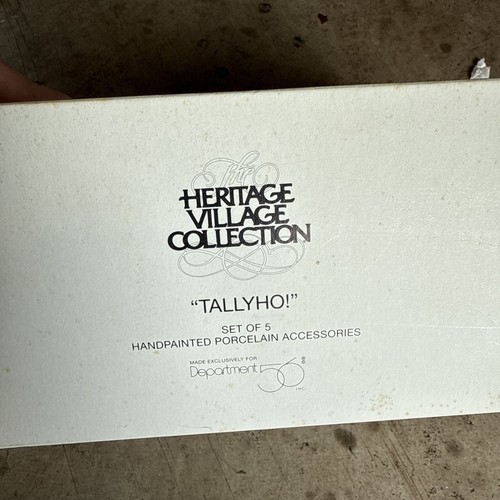 The
HERITAGE
VILLAGE
COLLECTION
"TALLYHO!"
SET OF 5
HANDPAINTED PORCELAIN ACCESSORIES
MADE EXCLUSIVELY FOR
Department 56®
INC.